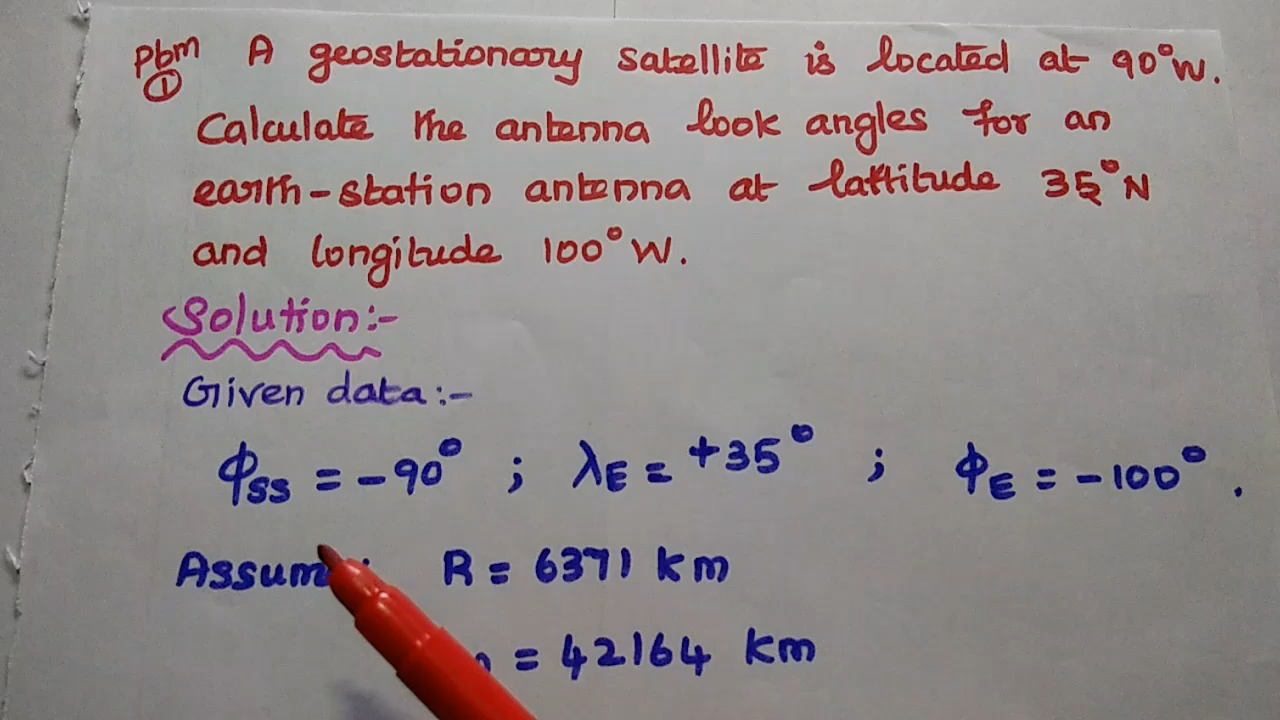 Pbm ① A geostationary satellite is located at 90°W.
Calculate the antenna look angles for an
earth-station antenna at lattitude 35°N
and longitude 100°W.
Solution:-
Given data:-
ϕss = -90° ; λE = +35° ; ϕE = -100°.
R = 6371 km
= 42164 km